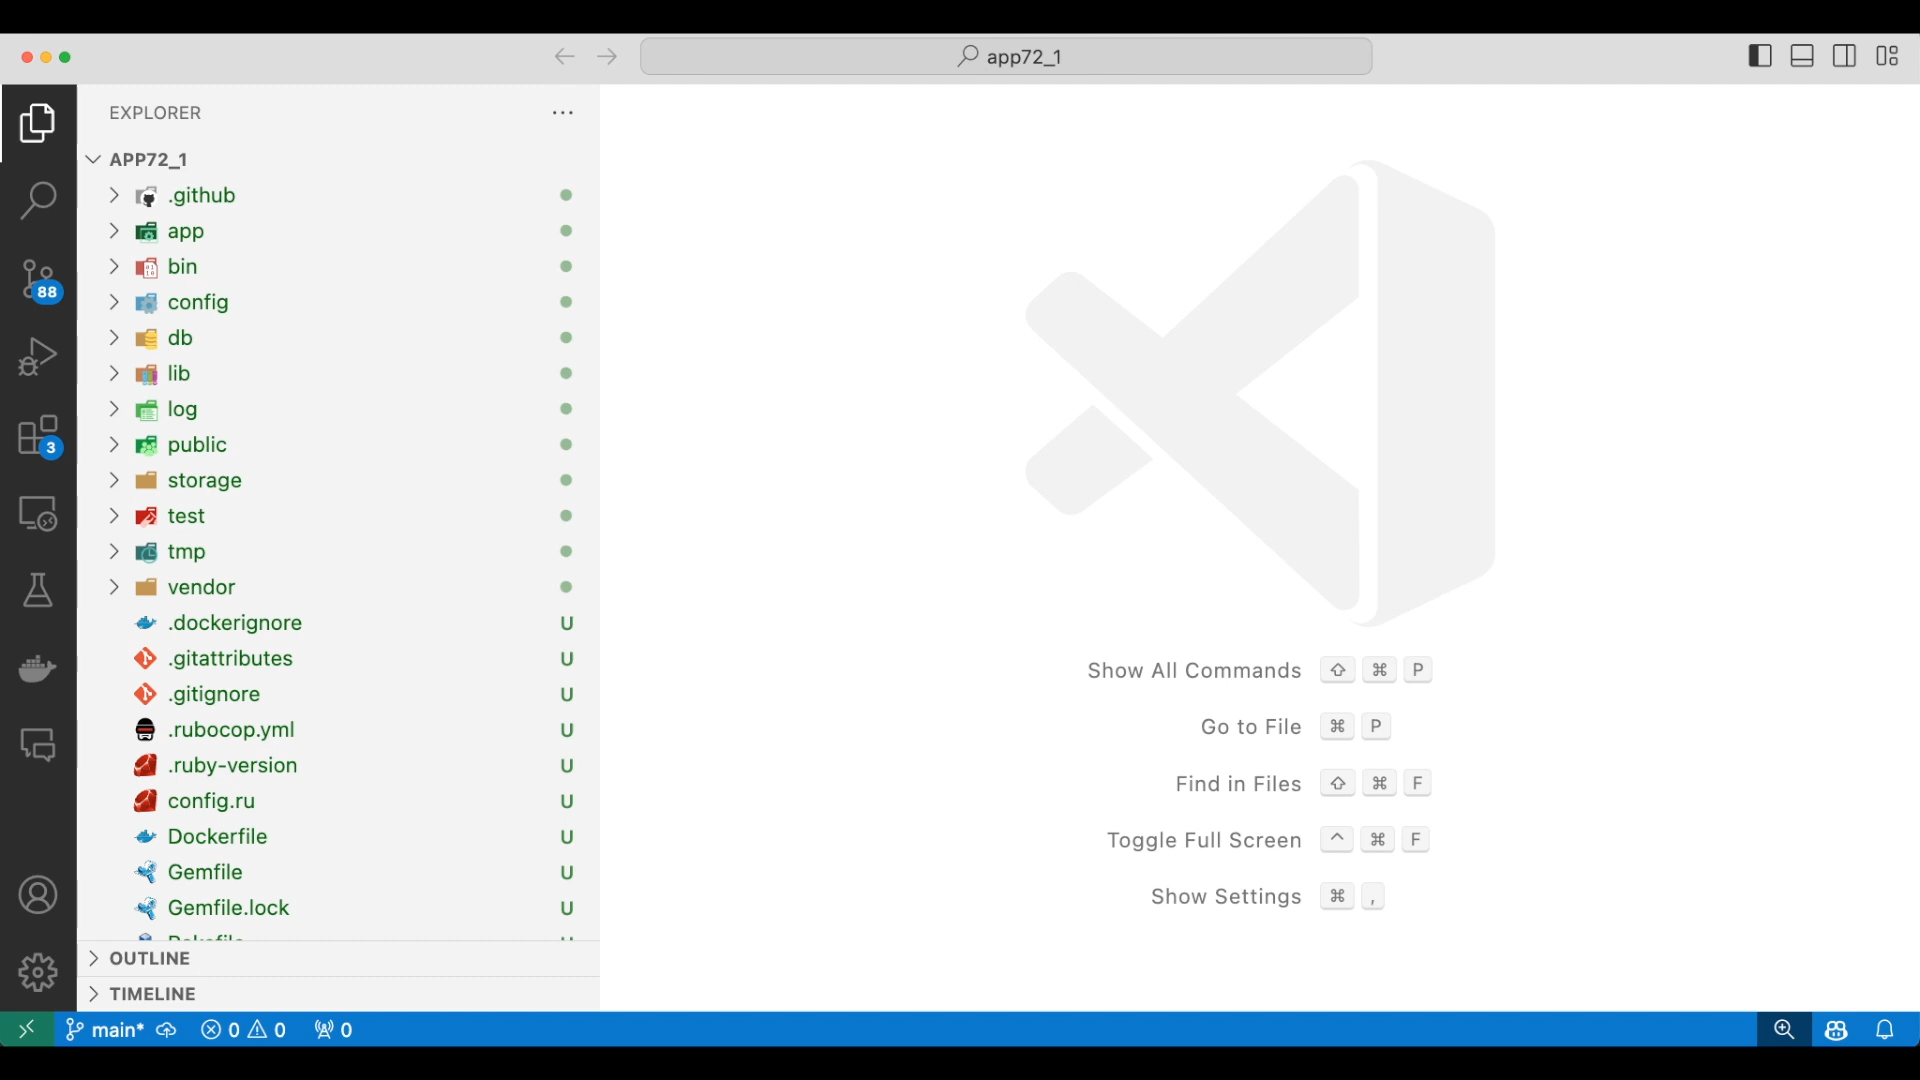 app72_1
EXPLORER
APP72_1
.github
app
bin
config
db
lib
log
public
storage
test
tmp
vendor
.dockerignore U
.gitattributes U
.gitignore U
.rubocop.yml U
.ruby-version U
config.ru U
Dockerfile U
Gemfile U
Gemfile.lock U
OUTLINE
TIMELINE
88
3
Show All Commands ⇧ ⌘ P
Go to File ⌘ P
Find in Files ⇧ ⌘ F
Toggle Full Screen ^ ⌘ F
Show Settings ⌘ ,
main* 0 0 0